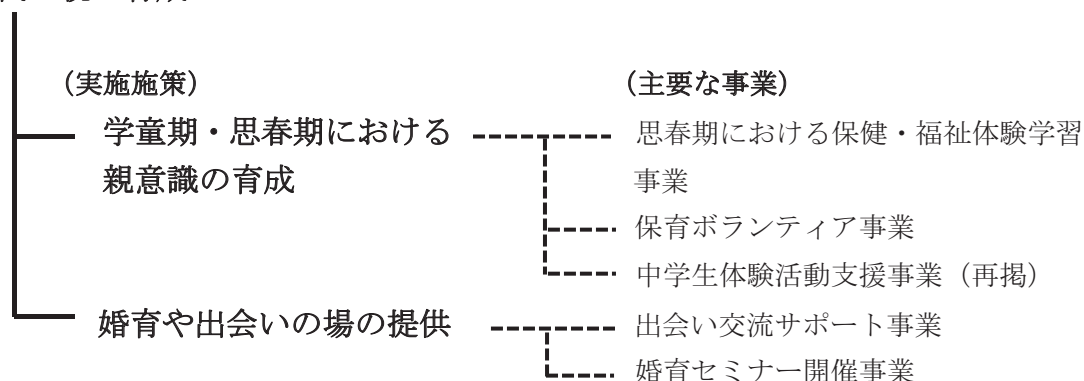 (実施施策)
(主要な事業)
学童期・思春期における
親意識の育成
思春期における保健・福祉体験学習
事業
保育ボランティア事業
中学生体験活動支援事業（再掲）
婚育や出会いの場の提供
出会い交流サポート事業
婚育セミナー開催事業